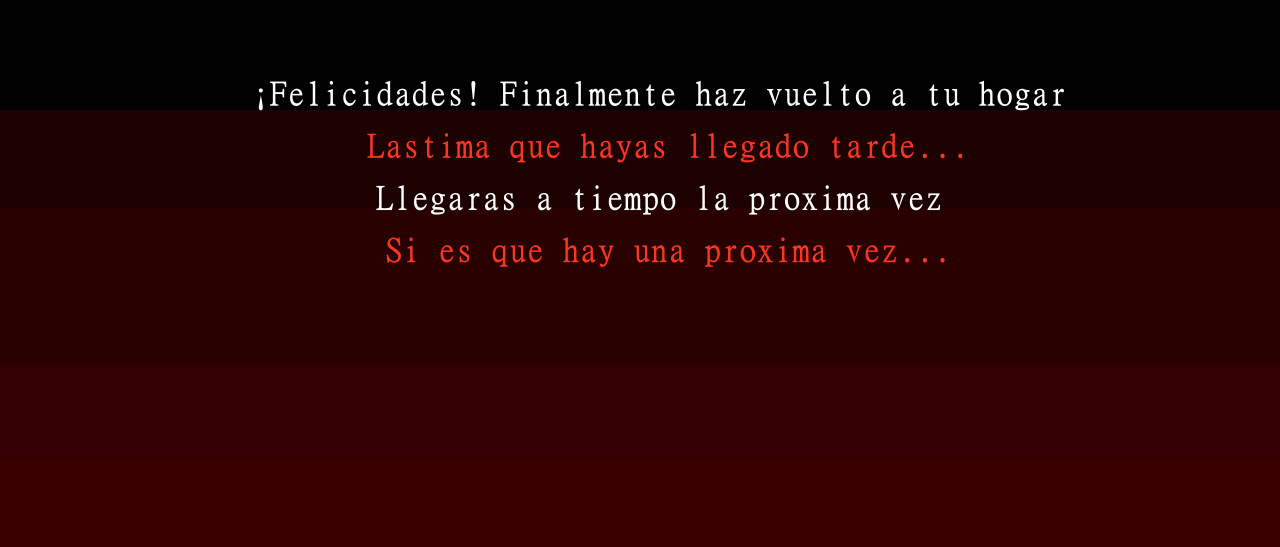 ¡Felicidades! Finalmente haz vuelto a tu hogar
Lastima que hayas llegado tarde...
Llegaras a tiempo la proxima vez
Si es que hay una proxima vez...